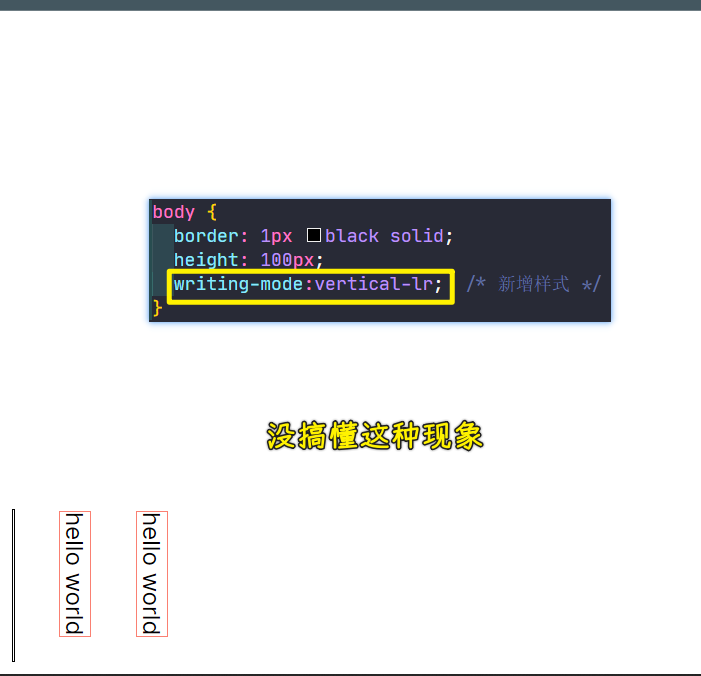 body {
border: 1px black solid;
height: 100px;
writing-mode:vertical-lr; /* 新增样式 */
}
没搞懂这种现象
hello world
hello world